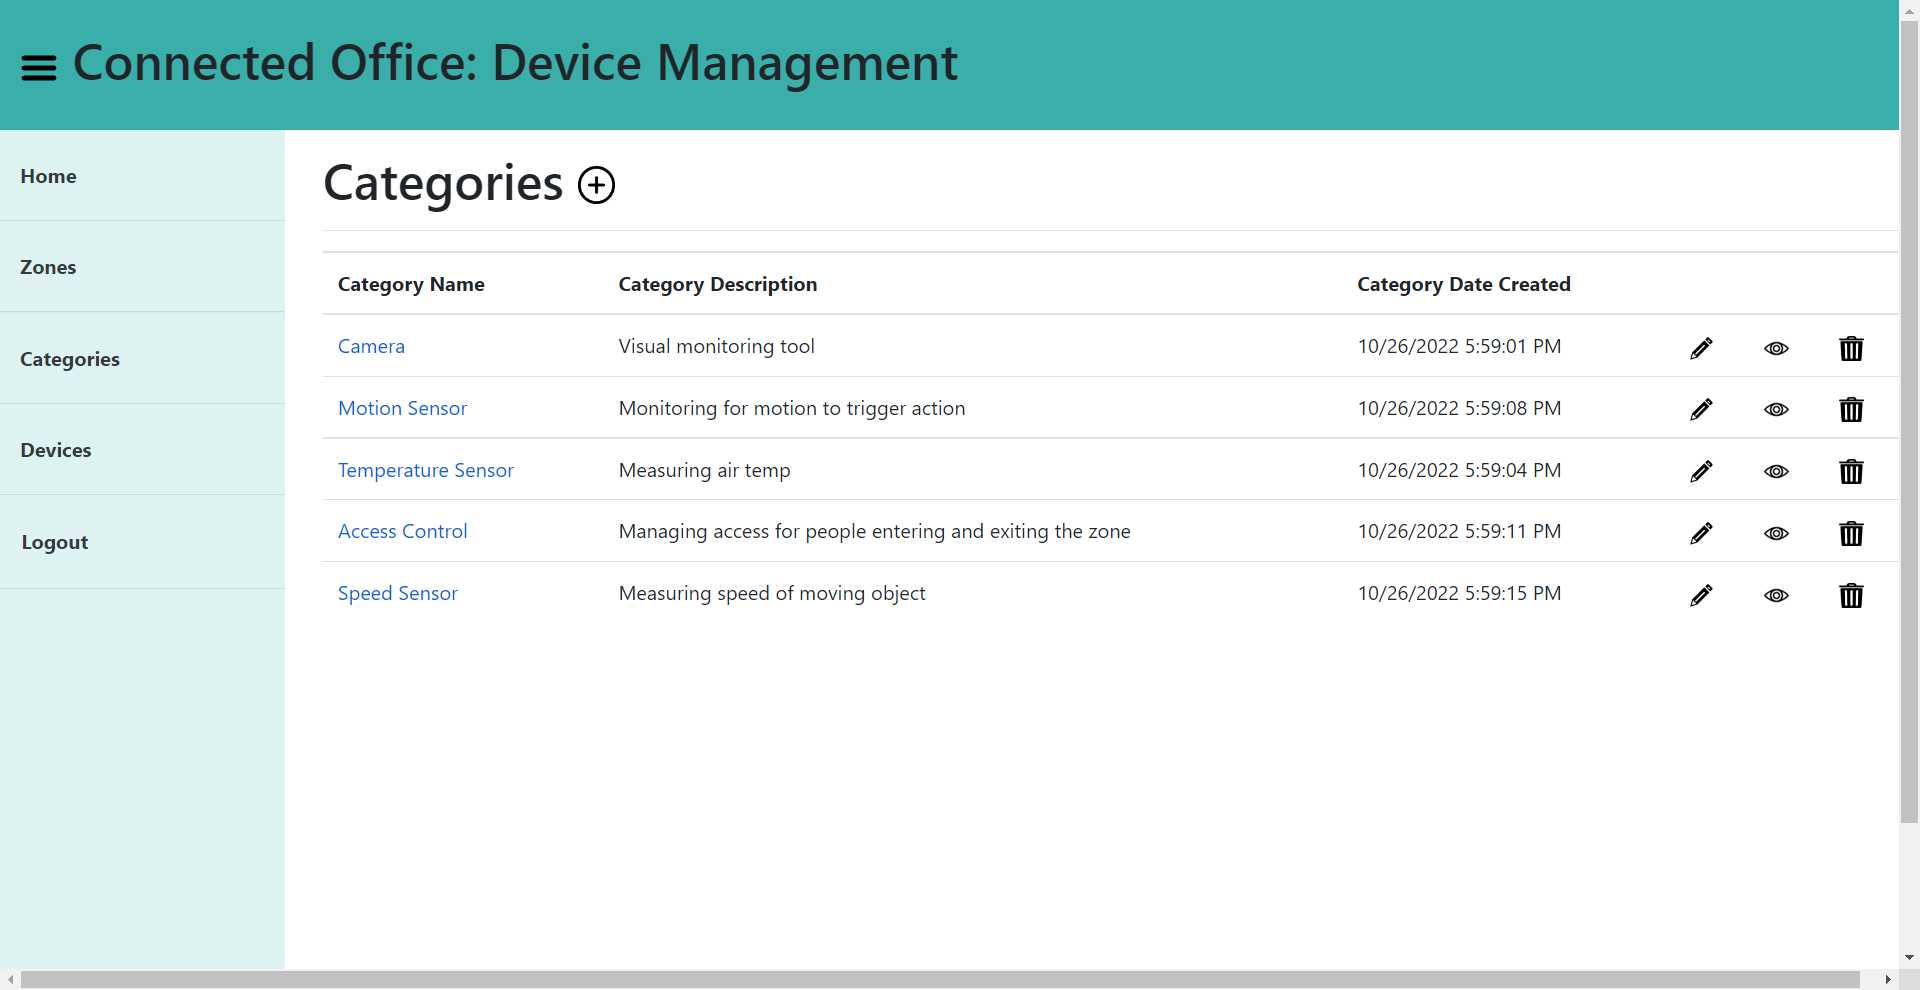 Connected Office: Device Management
Home
Zones
Categories
Devices
Logout
Categories
Category Name Category Description Category Date Created
Camera Visual monitoring tool 10/26/2022 5:59:01 PM
Motion Sensor Monitoring for motion to trigger action 10/26/2022 5:59:08 PM
Temperature Sensor Measuring air temp 10/26/2022 5:59:04 PM
Access Control Managing access for people entering and exiting the zone 10/26/2022 5:59:11 PM
Speed Sensor Measuring speed of moving object 10/26/2022 5:59:15 PM